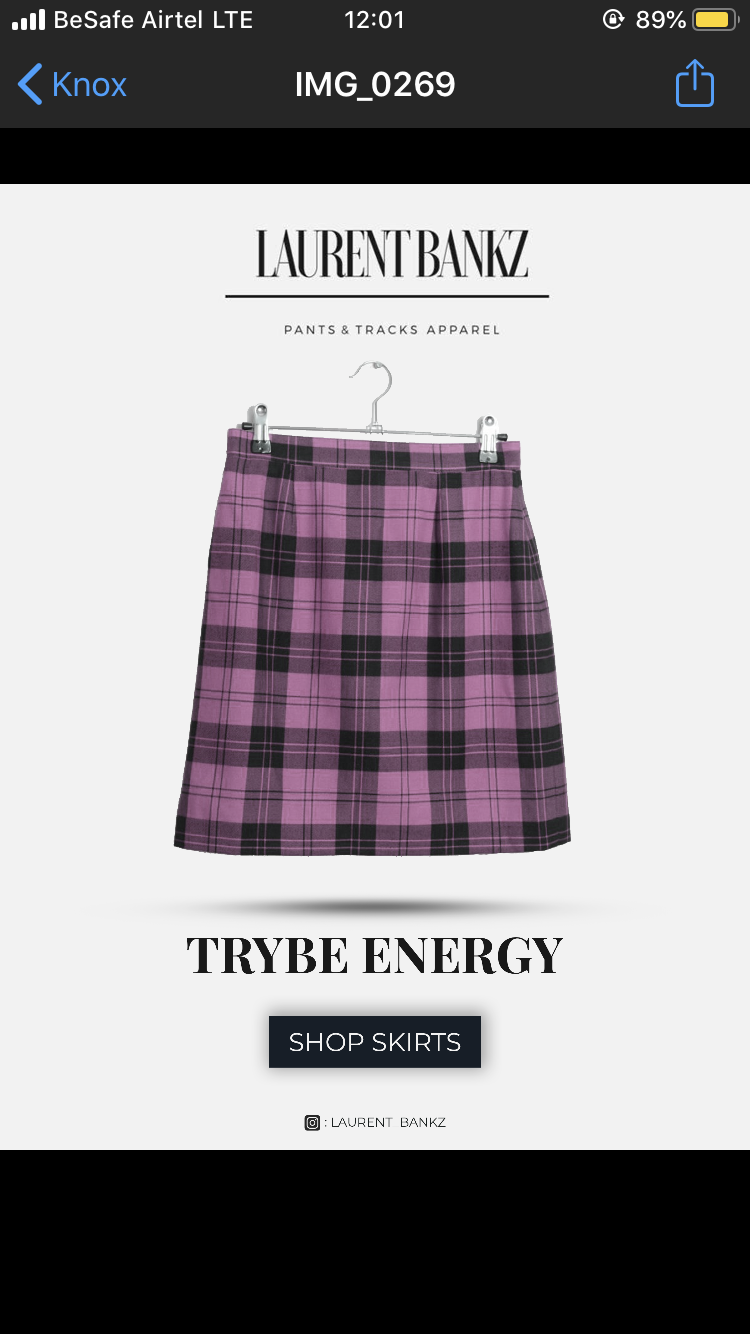 BeSafe Airtel LTE 12:01 89%
Knox IMG_0269
LAURENT BANKZ
PANTS & TRACKS APPAREL
TRYBE ENERGY
SHOP SKIRTS
: LAURENT BANKZ